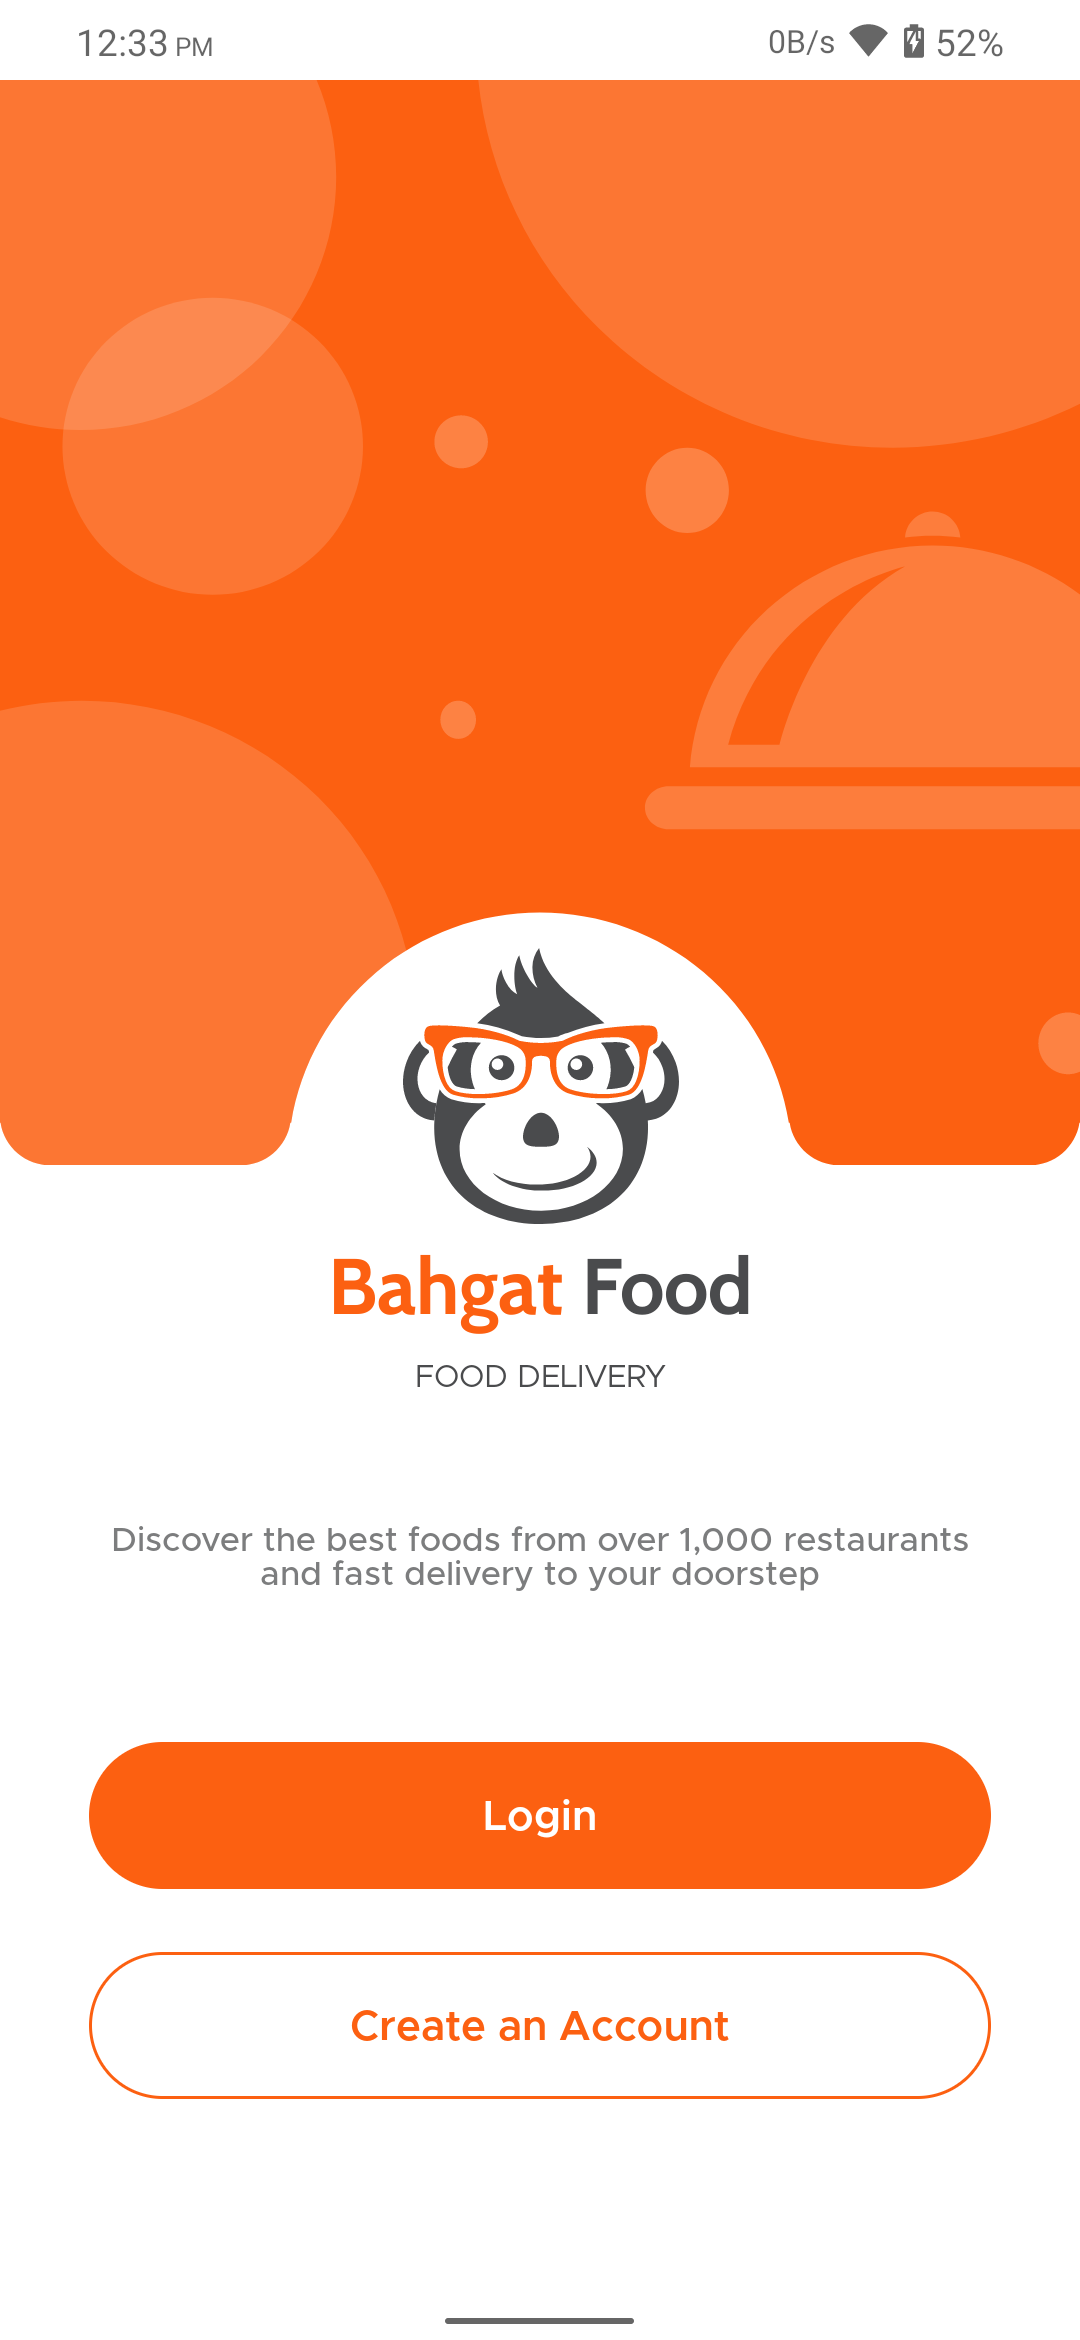 12:33 PM 0B/s 52%
Bahgat Food
FOOD DELIVERY
Discover the best foods from over 1,000 restaurants
and fast delivery to your doorstep
Login
Create an Account